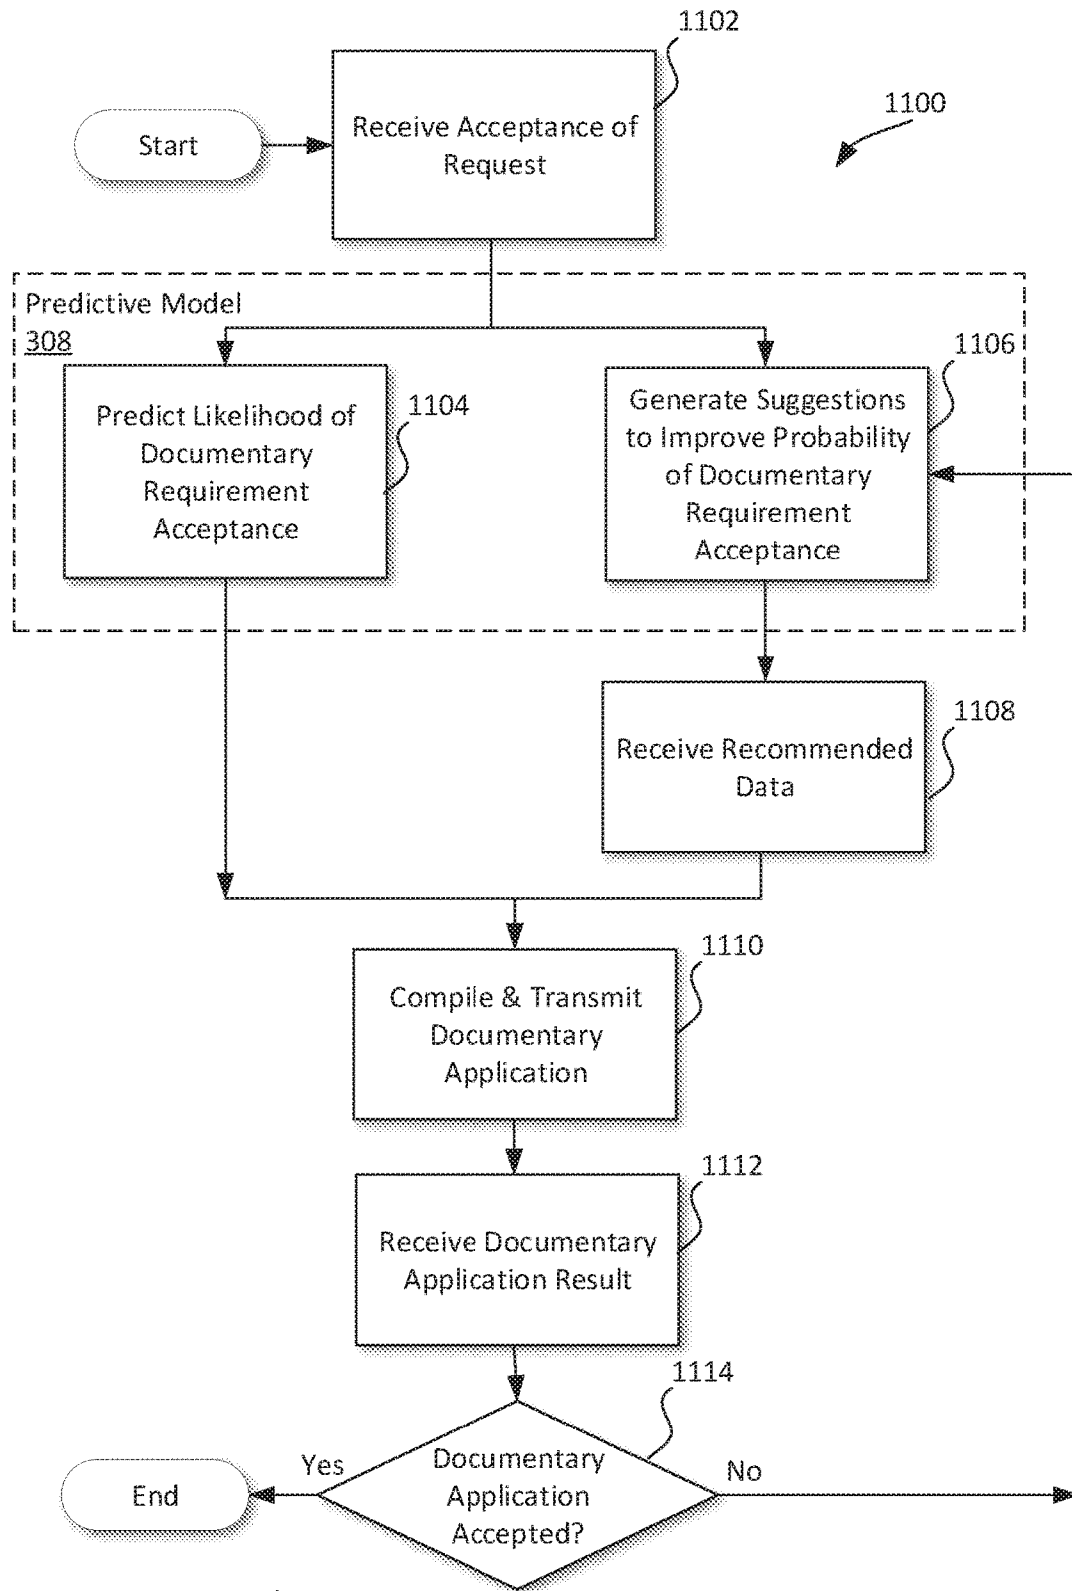 1102
1100
Start
Receive Acceptance of
Request
Predictive Model
308
1106
1104
Predict Likelihood of
Documentary
Requirement
Acceptance
Generate Suggestions
to Improve Probability
of Documentary
Requirement
Acceptance
1108
Receive Recommended
Data
1110
Compile & Transmit
Documentary
Application
1112
Receive Documentary
Application Result
1114
Yes
Documentary
Application
Accepted?
No
End